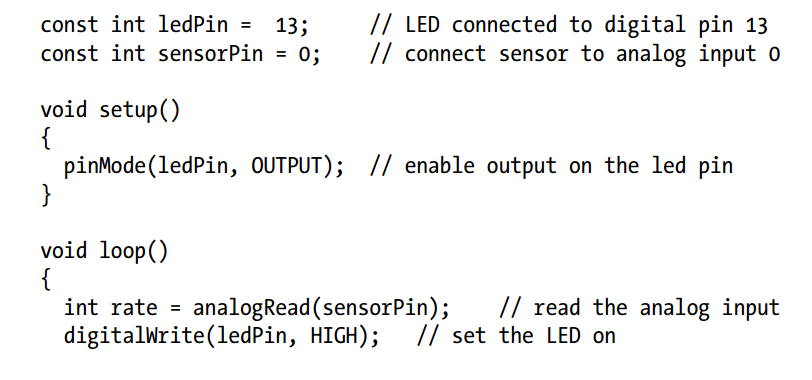 const int ledPin =  13;     // LED connected to digital pin 13
const int sensorPin = 0;    // connect sensor to analog input 0
void setup()
{
  pinMode(ledPin, OUTPUT);  // enable output on the led pin
}
void loop()
{
  int rate = analogRead(sensorPin);    // read the analog input
  digitalWrite(ledPin, HIGH);   // set the LED on